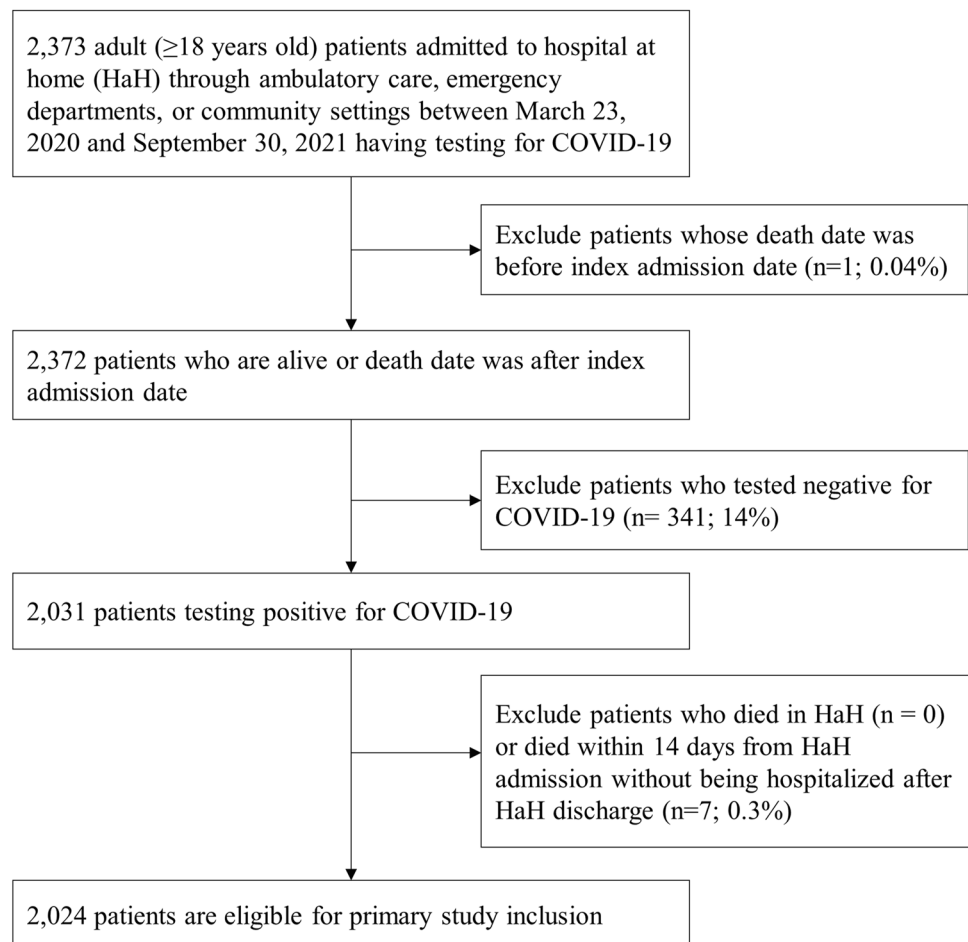 2,373 adult (≥18 years old) patients admitted to hospital at
home (HaH) through ambulatory care, emergency
departments, or community settings between March 23,
2020 and September 30, 2021 having testing for COVID-19
Exclude patients whose death date was
before index admission date (n=1; 0.04%)
2,372 patients who are alive or death date was after index
admission date
Exclude patients who tested negative for
COVID-19 (n= 341; 14%)
2,031 patients testing positive for COVID-19
Exclude patients who died in HaH (n = 0)
or died within 14 days from HaH
admission without being hospitalized after
HaH discharge (n=7; 0.3%)
2,024 patients are eligible for primary study inclusion